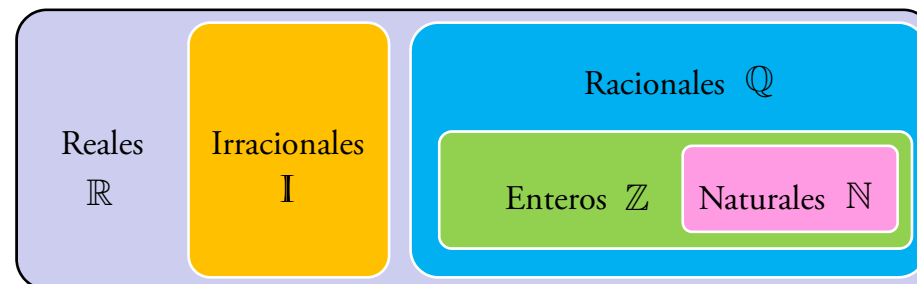 Racionales ℚ
Reales
ℝ
Irracionales
𝕀
Enteros ℤ
Naturales ℕ